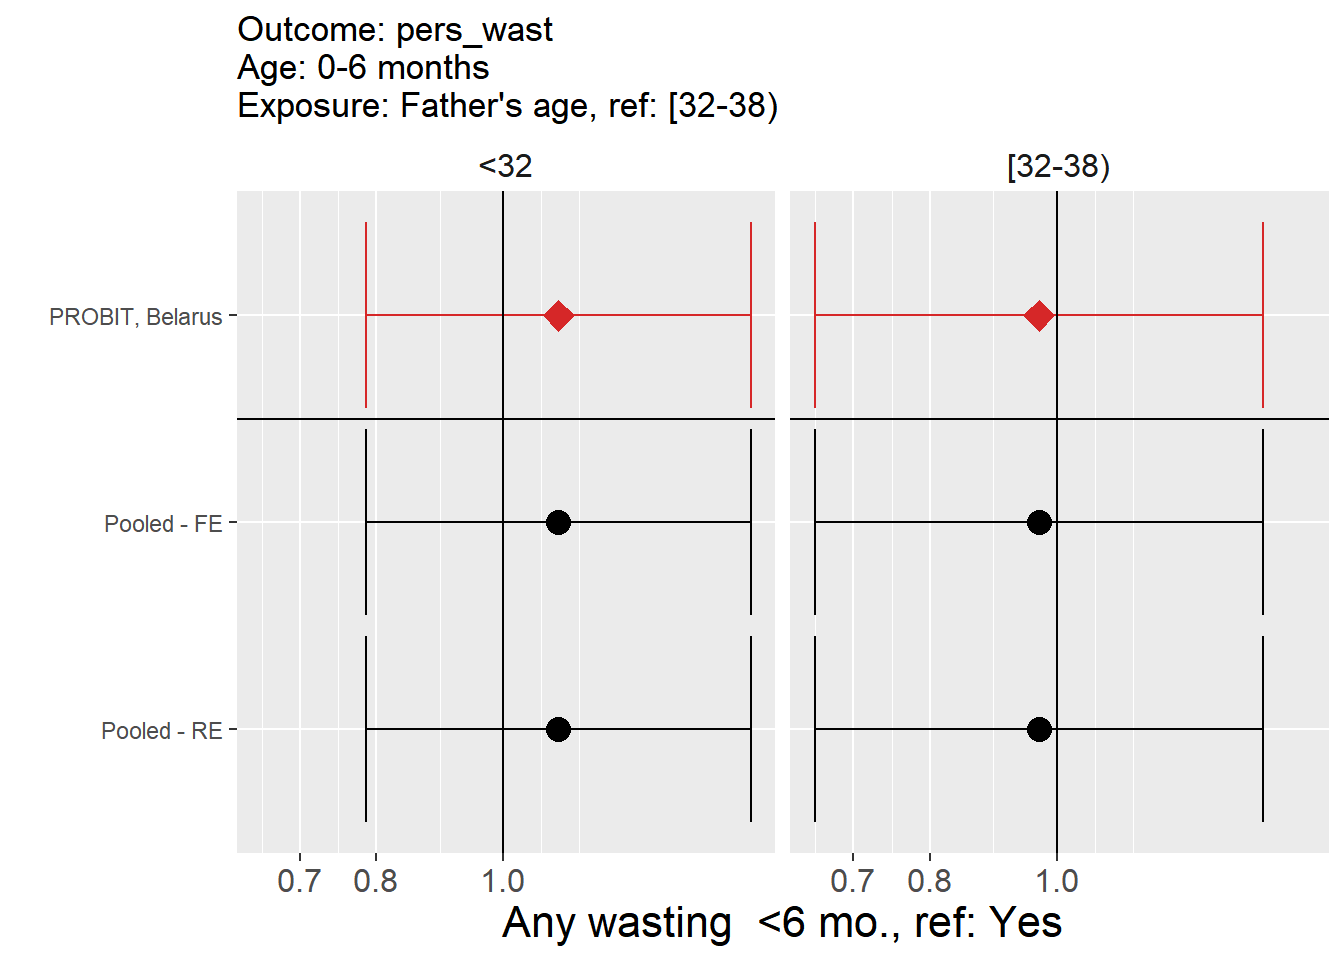 Outcome: pers_wast
Age: 0-6 months
Exposure: Father's age, ref: [32-38)
<32 [32-38)
PROBIT, Belarus
Pooled - FE
Pooled - RE
0.7 0.8 1.0 0.7 0.8 1.0
Any wasting  <6 mo., ref: Yes